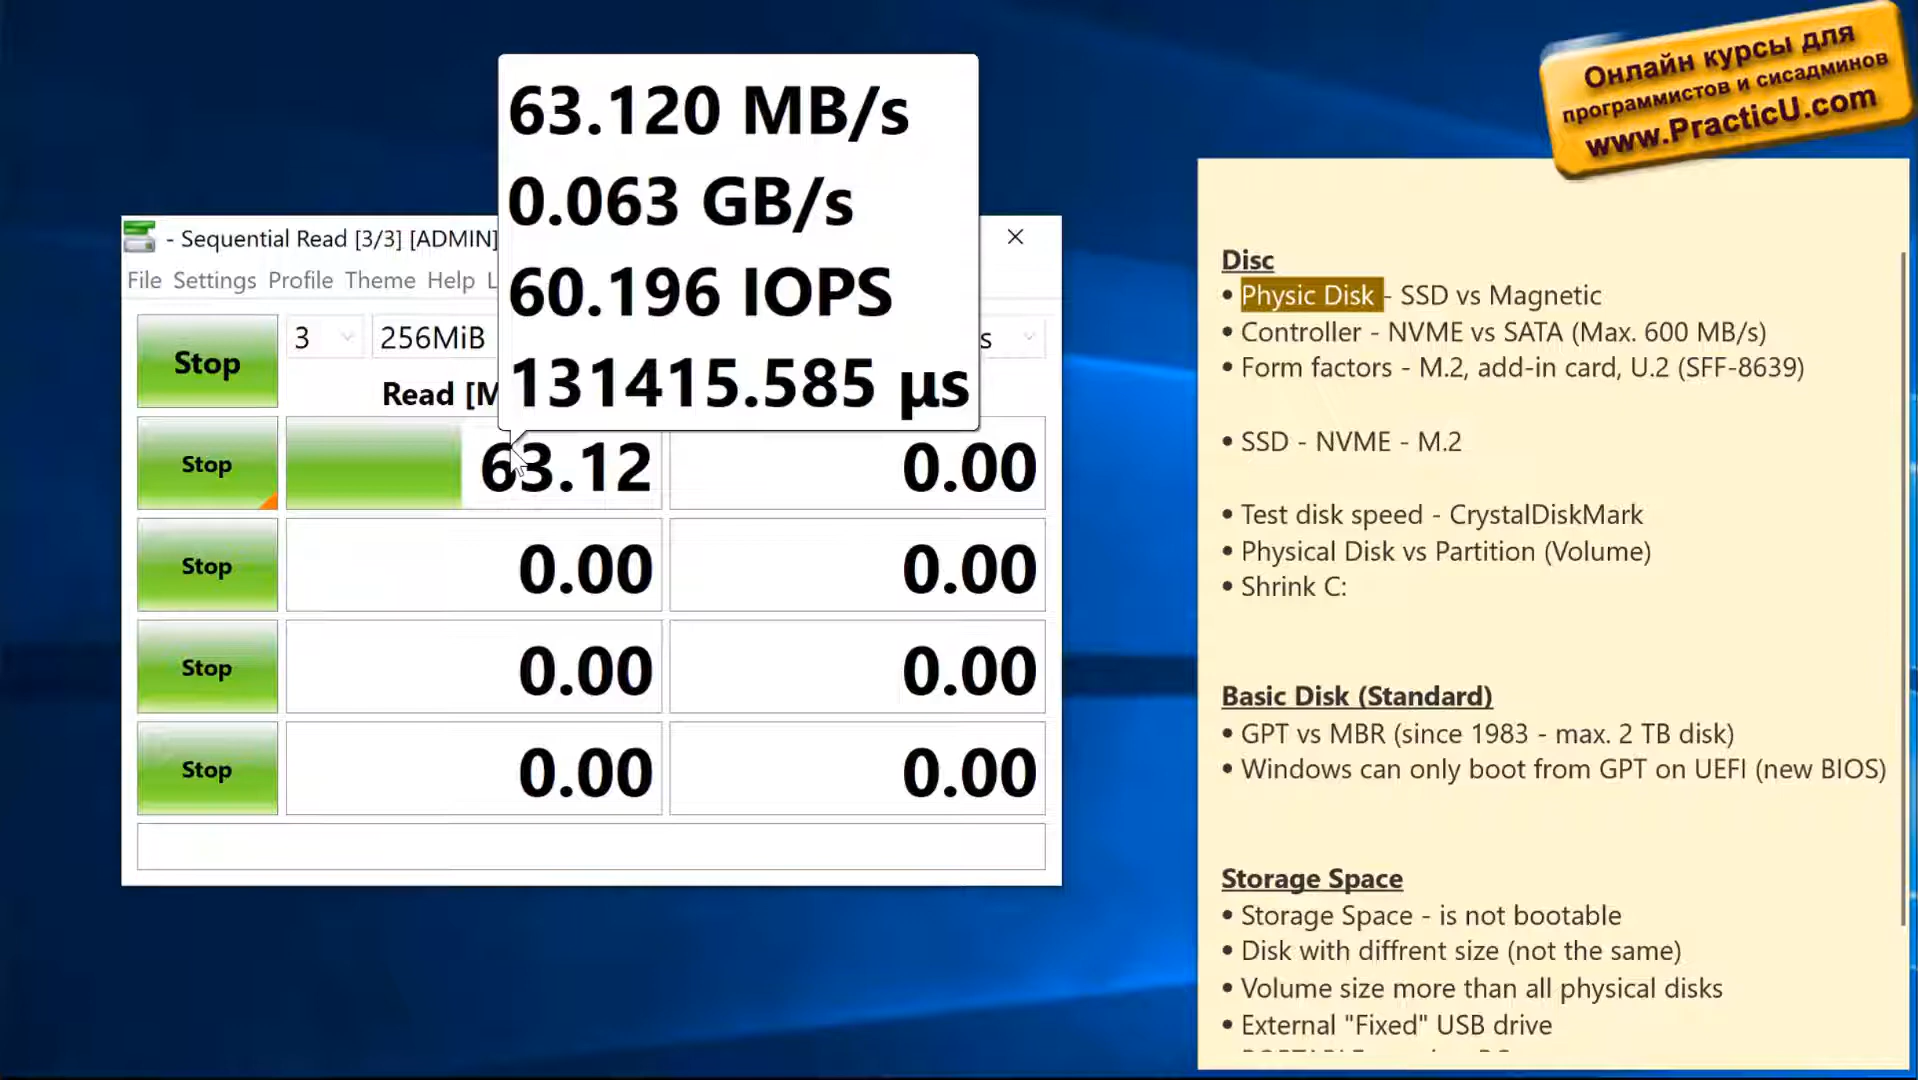 Онлайн курсы для
программистов и сисадминов
www.PracticU.com
63.120 MB/s
0.063 GB/s
60.196 IOPS
131415.585 µs
- Sequential Read [3/3] [ADMIN]
File Settings Profile Theme Help L
Stop
3
256MiB
s
Read [M
Stop
63.12
0.00
Stop
0.00
0.00
Stop
0.00
0.00
Stop
0.00
0.00
Disc
• Physic Disk - SSD vs Magnetic
• Controller - NVME vs SATA (Max. 600 MB/s)
• Form factors - M.2, add-in card, U.2 (SFF-8639)
• SSD - NVME - M.2
• Test disk speed - CrystalDiskMark
• Physical Disk vs Partition (Volume)
• Shrink C:
Basic Disk (Standard)
• GPT vs MBR (since 1983 - max. 2 TB disk)
• Windows can only boot from GPT on UEFI (new BIOS)
Storage Space
• Storage Space - is not bootable
• Disk with diffrent size (not the same)
• Volume size more than all physical disks
• External "Fixed" USB drive